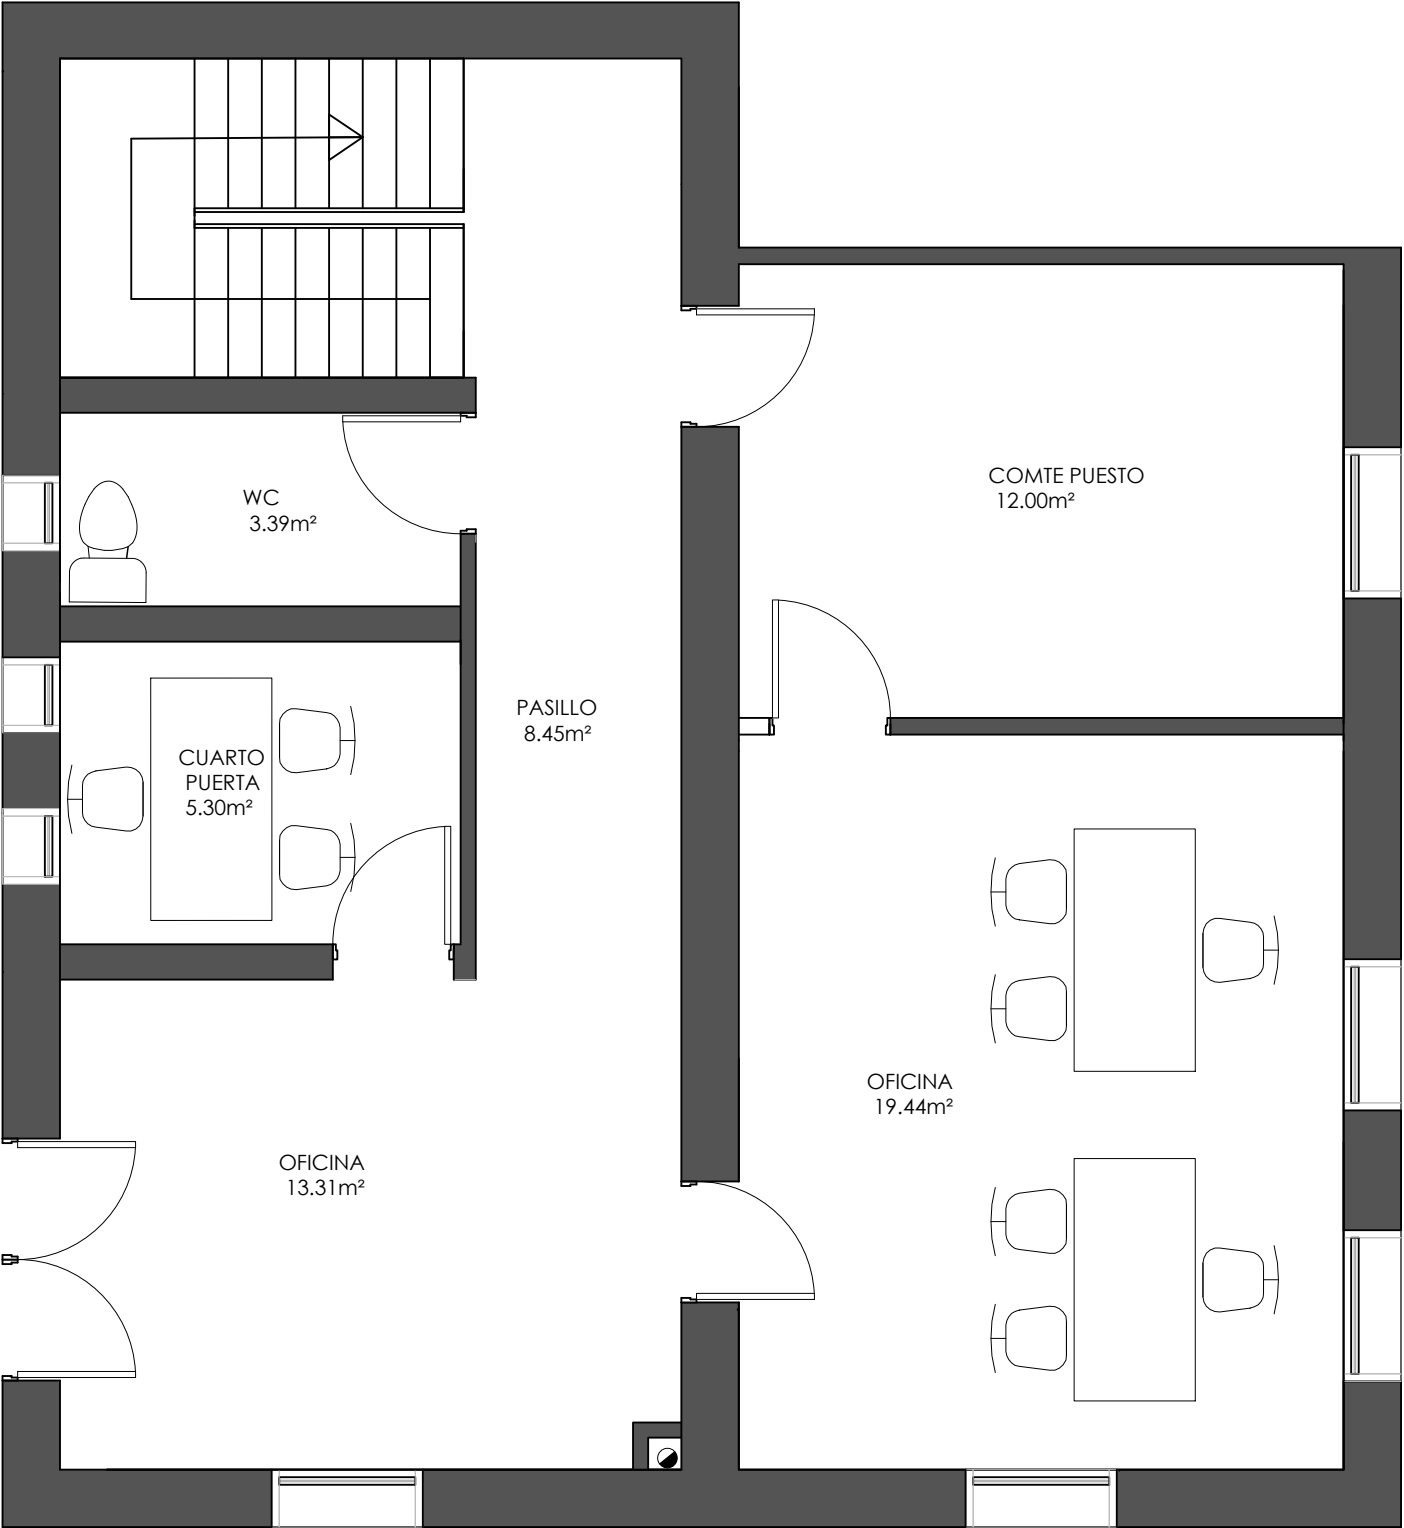 COMTE PUESTO
12.00m²
WC
3.39m²
PASILLO
8.45m²
CUARTO
PUERTA
5.30m²
OFICINA
19.44m²
OFICINA
13.31m²